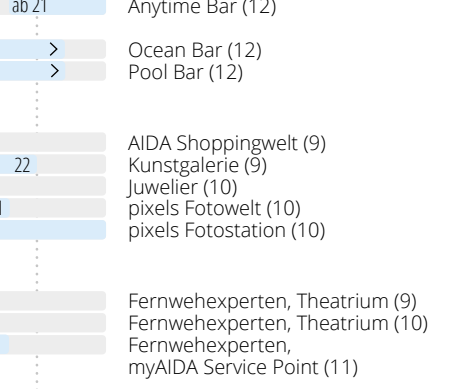 ab 21 Anytime Bar (12)
> Ocean Bar (12)
> Pool Bar (12)
AIDA Shoppingwelt (9)
22 Kunstgalerie (9)
Juwelier (10)
pixels Fotowelt (10)
pixels Fotostation (10)
Fernwehexperten, Theatrium (9)
Fernwehexperten, Theatrium (10)
Fernwehexperten,
myAIDA Service Point (11)